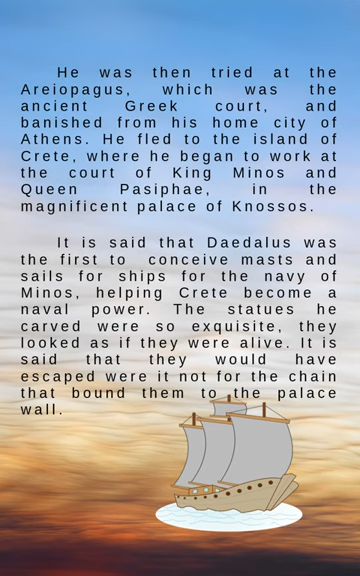 He was then tried at the
Areiopagus, which was the
ancient Greek court, and
banished from his home city of
Athens. He fled to the island of
Crete, where he began to work at
the court of King Minos and
Queen Pasiphae, in the
magnificent palace of Knossos.
It is said that Daedalus was
the first to conceive masts and
sails for ships for the navy of
Minos, helping Crete become a
naval power. The statues he
carved were so exquisite, they
looked as if they were alive. It is
said that they would have
escaped were it not for the chain
that bound them to the palace
wall.